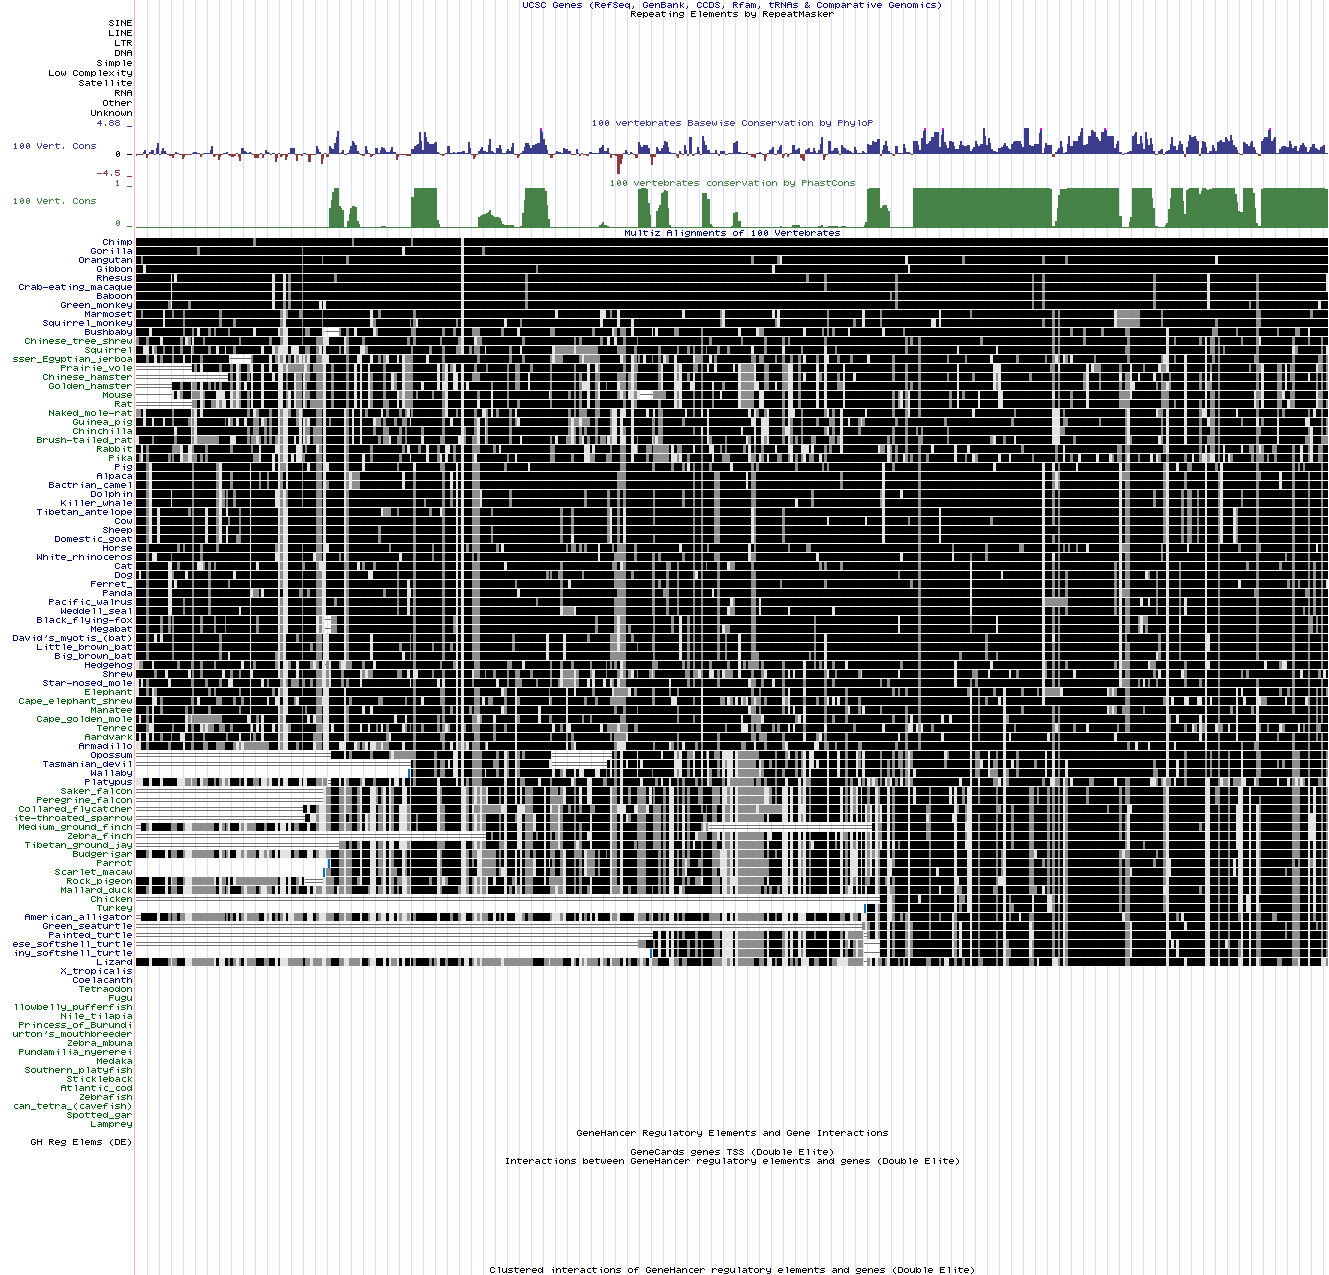 UCSC Genes (RefSeq, GenBank, CCDS, Rfam, tRNAs & Comparative Genomics)
Repeating Elements by RepeatMasker
SINE
LINE
LTR
DNA
Simple
Low Complexity
Satellite
RNA
Other
Unknown
100 vertebrates Basewise Conservation by PhyloP
4.88 _
100 Vert. Cons
0 _
-4.5 _
100 vertebrates conservation by PhastCons
1 _
100 Vert. Cons
0 _
Multiz Alignments of 100 Vertebrates
Chimp
Gorilla
Orangutan
Gibbon
Rhesus
Crab-eating_macaque
Baboon
Green_monkey
Marmoset
Squirrel_monkey
Bushbaby
Chinese_tree_shrew
Squirrel
sser_Egyptian_jerboa
Prairie_vole
Chinese_hamster
Golden_hamster
Mouse
Rat
Naked_mole-rat
Guinea_pig
Chinchilla
Brush-tailed_rat
Rabbit
Pika
Pig
Alpaca
Bactrian_camel
Dolphin
Killer_whale
Tibetan_antelope
Cow
Sheep
Domestic_goat
Horse
White_rhinoceros
Cat
Dog
Ferret_
Panda
Pacific_walrus
Weddell_seal
Black_flying-fox
Megabat
David's_myotis_(bat)
Little_brown_bat
Big_brown_bat
Hedgehog
Shrew
Star-nosed_mole
Elephant
Cape_elephant_shrew
Manatee
Cape_golden_mole
Tenrec
Aardvark
Armadillo
Opossum
Tasmanian_devil
Wallaby
Platypus
Saker_falcon
Peregrine_falcon
Collared_flycatcher
ite-throated_sparrow
Medium_ground_finch
Zebra_finch
Tibetan_ground_jay
Budgerigar
Parrot
Scarlet_macaw
Rock_pigeon
Mallard_duck
Chicken
Turkey
American_alligator
Green_seaturtle
Painted_turtle
ese_softshell_turtle
iny_softshell_turtle
Lizard
X_tropicalis
Coelacanth
Tetraodon
Fugu
llowbelly_pufferfish
Nile_tilapia
Princess_of_Burundi
urton's_mouthbreeder
Zebra_mbuna
Pundamilia_nyererei
Medaka
Southern_platyfish
Stickleback
Atlantic_cod
Zebrafish
can_tetra_(cavefish)
Spotted_gar
Lamprey
GeneHancer Regulatory Elements and Gene Interactions
GH Reg Elems (DE)
GeneCards genes TSS (Double Elite)
Interactions between GeneHancer regulatory elements and genes (Double Elite)
Clustered interactions of GeneHancer regulatory elements and genes (Double Elite)